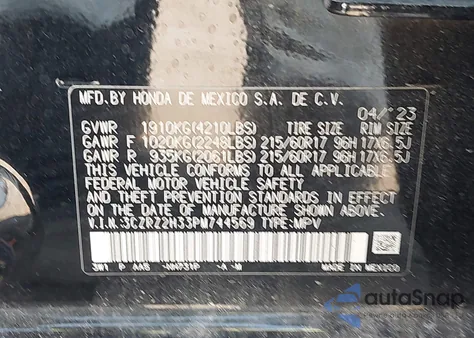 MFD.BY HONDA DE MEXICO S.A. DE C.V.
04/'23
GVWR 1910KG(4210LBS) TIRE SIZE RIM SIZE
GAWR F 1020KG(2248LBS) 215/60R17 96H 17X6.5J
GAWR R 935KG(2061LBS) 215/60R17 96H 17X6.5J
THIS VEHICLE CONFORMS TO ALL APPLICABLE
FEDERAL MOTOR VEHICLE SAFETY
AND THEFT PREVENTION STANDARDS IN EFFECT
ON THE DATE OF MANUFACTURE SHOWN ABOVE.
V.I.N.:3CZRZ2H33PM744569 TYPE:MPV
3W1 P AAS -A -M MADE IN MEXICO
autoSnap